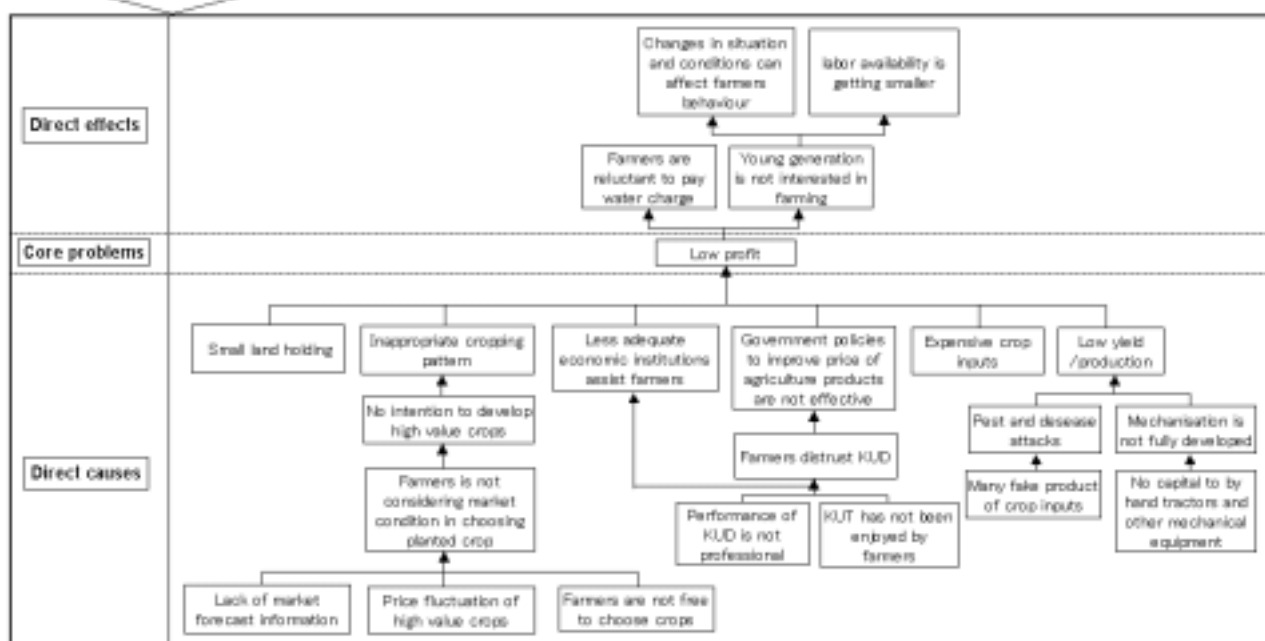 Changes in situation
and conditions can
affect farmers
behaviour
labor availability is
getting smaller
Direct effects
Farmers are
reluctant to pay
water charge
Young generation
is not interested in
farming
Core problems
Low profit
Small land holding
Inappropriate cropping
pattern
Less adequate
economic institutions
assist farmers
Government policies
to improve price of
agriculture products
are not effective
Expensive crop
inputs
Low yield
/production
No intention to develop
high value crops
Pest and desease
attacks
Mechanisation is
not fully developed
Direct causes
Farmers distrust KUD
Farmers is not
considering market
condition in choosing
planted crop
Many fake product
of crop inputs
No capital to by
hand tractors and
other mechanical
equipment
Performance of
KUD is not
professional
KUT has not been
enjoyed by
farmers
Lack of market
forecast information
Price fluctuation of
high value crops
Farmers are not free
to choose crops